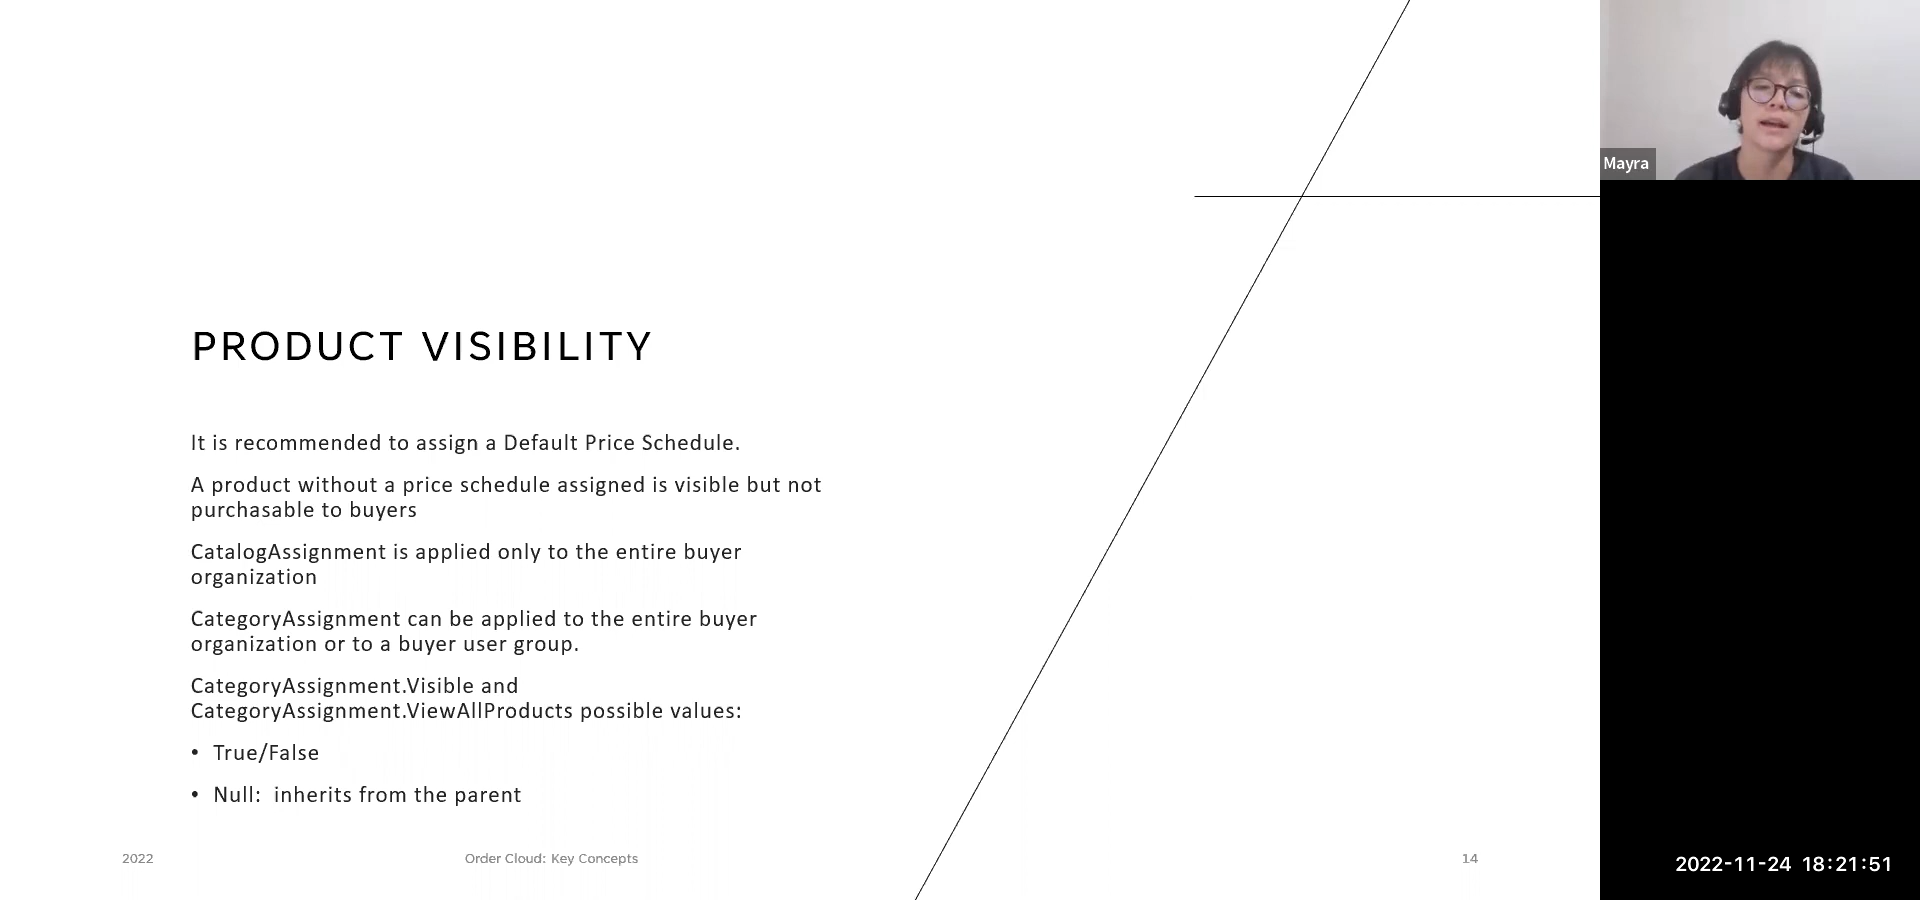 Mayra
PRODUCT VISIBILITY
It is recommended to assign a Default Price Schedule.
A product without a price schedule assigned is visible but not
purchasable to buyers
CatalogAssignment is applied only to the entire buyer
organization
CategoryAssignment can be applied to the entire buyer
organization or to a buyer user group.
CategoryAssignment.Visible and
CategoryAssignment.ViewAllProducts possible values:
• True/False
• Null:  inherits from the parent
2022
Order Cloud: Key Concepts
14
2022-11-24 18:21:51